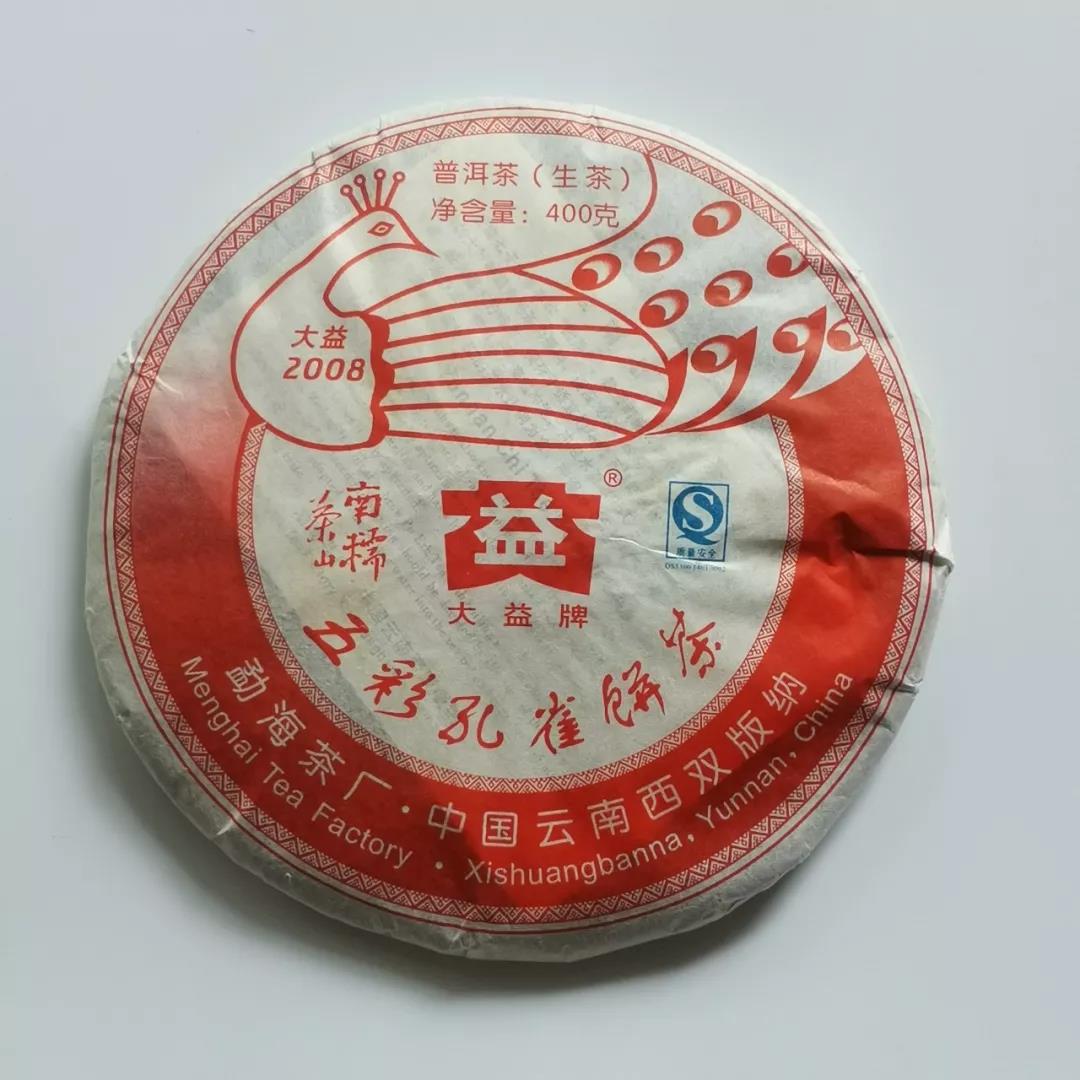 普洱茶（生茶）
净含量：400克
大益
2008
南糯
茶山
益
®
大益牌
S
质量安全
五彩孔雀饼茶
勐海茶厂·中国云南西双版纳
Menghai Tea Factory · Xishuangbanna, Yunnan, China